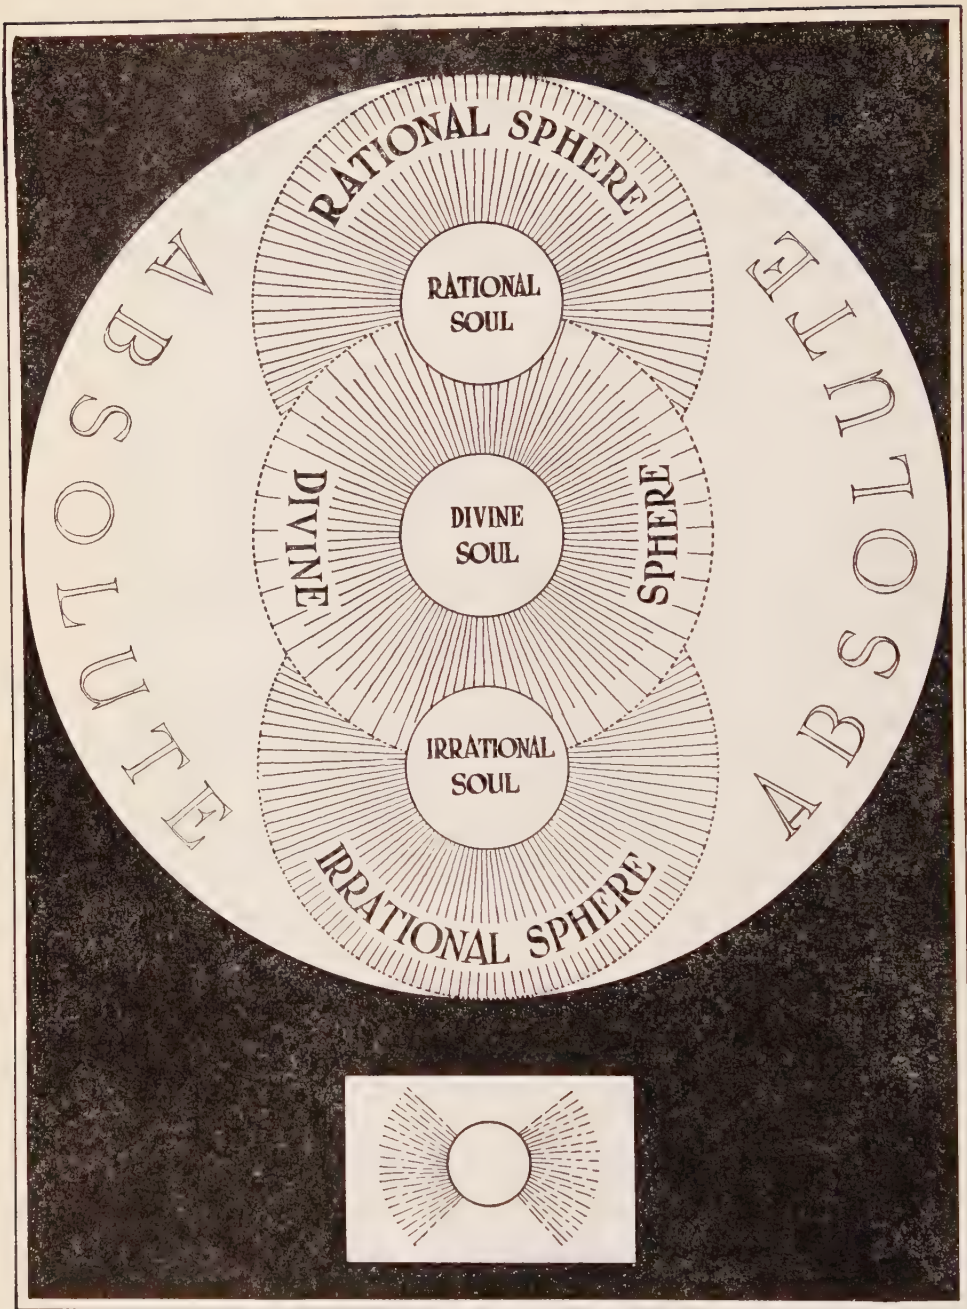 RATIONAL SPHERE
ABSOLUTE
ABSOLUTE
RATIONAL
SOUL
DIVINE
SPHERE
DIVINE
SOUL
IRRATIONAL
SOUL
IRRATIONAL SPHERE